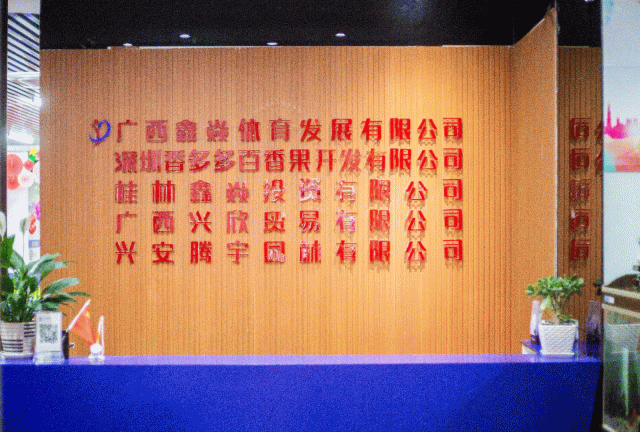 广西鑫焱体育发展有限公司
深圳香多多百香果开发有限公司
桂林鑫焱投资有限公司
广西兴欣贸易有限公司
兴安腾宇园林有限公司